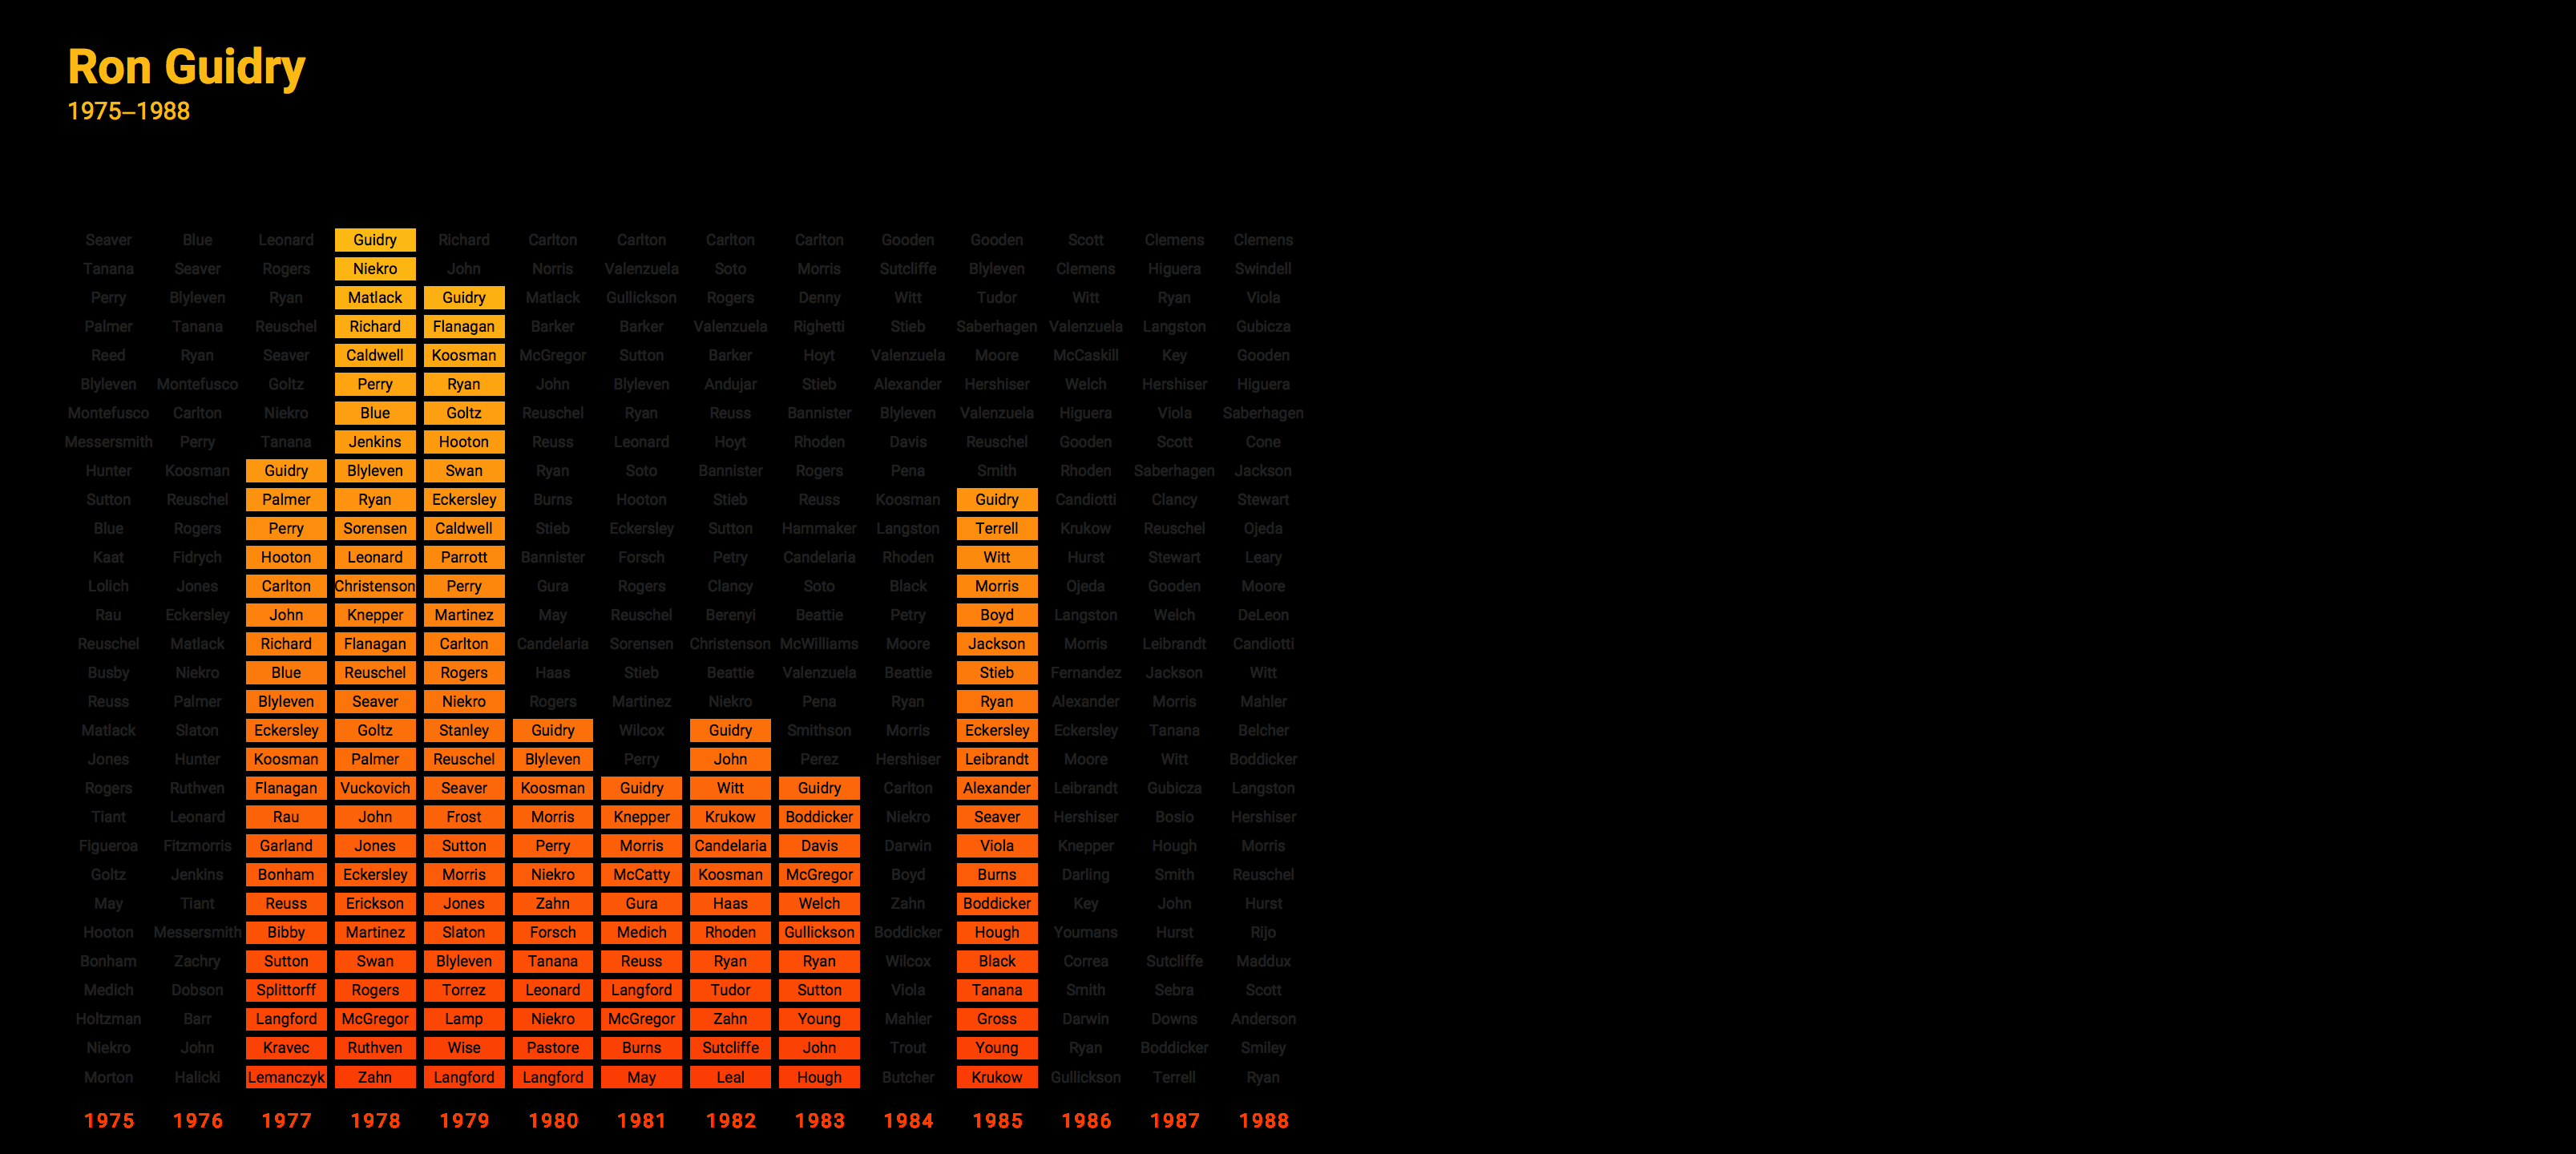 Ron Guidry
1975–1988
Seaver Blue Leonard Guidry Richard Carlton Carlton Carlton Carlton Gooden Gooden Scott Clemens Clemens
Tanana Seaver Rogers Niekro John Norris Valenzuela Soto Morris Sutcliffe Blyleven Clemens Higuera Swindell
Perry Blyleven Ryan Matlack Guidry Matlack Gullickson Rogers Denny Witt Tudor Witt Ryan Viola
Palmer Tanana Reuschel Richard Flanagan Barker Barker Valenzuela Righetti Stieb Saberhagen Valenzuela Langston Gubicza
Reed Ryan Seaver Caldwell Koosman McGregor Sutton Barker Hoyt Valenzuela Moore McCaskill Key Gooden
Blyleven Montefusco Goltz Perry Ryan John Blyleven Andujar Stieb Alexander Hershiser Welch Hershiser Higuera
Montefusco Carlton Niekro Blue Goltz Reuschel Ryan Reuss Bannister Blyleven Valenzuela Higuera Viola Saberhagen
Messersmith Perry Tanana Jenkins Hooton Reuss Leonard Hoyt Rhoden Davis Reuschel Gooden Scott Cone
Hunter Koosman Guidry Blyleven Swan Ryan Soto Bannister Rogers Pena Smith Rhoden Saberhagen Jackson
Sutton Reuschel Palmer Ryan Eckersley Burns Hooton Stieb Reuss Koosman Guidry Candiotti Clancy Stewart
Blue Rogers Perry Sorensen Caldwell Stieb Eckersley Sutton Hammaker Langston Terrell Krukow Reuschel Ojeda
Kaat Fidrych Hooton Leonard Parrott Bannister Forsch Petry Candelaria Rhoden Witt Hurst Stewart Leary
Lolich Jones Carlton Christenson Perry Gura Rogers Clancy Soto Black Morris Ojeda Gooden Moore
Rau Eckersley John Knepper Martinez May Reuschel Berenyi Beattie Petry Boyd Langston Welch DeLeon
Reuschel Matlack Richard Flanagan Carlton Candelaria Sorensen Christenson McWilliams Moore Jackson Morris Leibrandt Candiotti
Busby Niekro Blue Reuschel Rogers Haas Stieb Beattie Valenzuela Beattie Stieb Fernandez Jackson Witt
Reuss Palmer Blyleven Seaver Niekro Rogers Martinez Niekro Pena Ryan Ryan Alexander Morris Mahler
Matlack Slaton Eckersley Goltz Stanley Guidry Wilcox Guidry Smithson Morris Eckersley Eckersley Tanana Belcher
Jones Hunter Koosman Palmer Reuschel Blyleven Perry John Perez Hershiser Leibrandt Moore Witt Boddicker
Rogers Ruthven Flanagan Vuckovich Seaver Koosman Guidry Witt Guidry Carlton Alexander Leibrandt Gubicza Langston
Tiant Leonard Rau John Frost Morris Knepper Krukow Boddicker Niekro Seaver Hershiser Bosio Hershiser
Figueroa Fitzmorris Garland Jones Sutton Perry Morris Candelaria Davis Darwin Viola Knepper Hough Morris
Goltz Jenkins Bonham Eckersley Morris Niekro McCatty Koosman McGregor Boyd Burns Darling Smith Reuschel
May Tiant Reuss Erickson Jones Zahn Gura Haas Welch Zahn Boddicker Key John Hurst
Hooton Messersmith Bibby Martinez Slaton Forsch Medich Rhoden Gullickson Boddicker Hough Youmans Hurst Rijo
Bonham Zachry Sutton Swan Blyleven Tanana Reuss Ryan Ryan Wilcox Black Correa Sutcliffe Maddux
Medich Dobson Splittorff Rogers Torrez Leonard Langford Tudor Sutton Viola Tanana Smith Sebra Scott
Holtzman Barr Langford McGregor Lamp Niekro McGregor Zahn Young Mahler Gross Darwin Downs Anderson
Niekro John Kravec Ruthven Wise Pastore Burns Sutcliffe John Trout Young Ryan Boddicker Smiley
Morton Halicki Lemanczyk Zahn Langford Langford May Leal Hough Butcher Krukow Gullickson Terrell Ryan
1975 1976 1977 1978 1979 1980 1981 1982 1983 1984 1985 1986 1987 1988